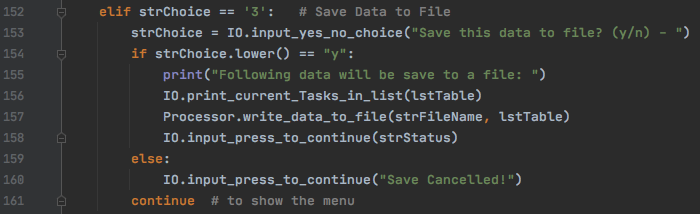 152 elif strChoice == '3':   # Save Data to File
153 strChoice = IO.input_yes_no_choice("Save this data to file? (y/n) - ")
154 if strChoice.lower() == "y":
155 print("Following data will be save to a file: ")
156 IO.print_current_Tasks_in_list(lstTable)
157 Processor.write_data_to_file(strFileName, lstTable)
158 IO.input_press_to_continue(strStatus)
159 else:
160 IO.input_press_to_continue("Save Cancelled!")
161 continue  # to show the menu